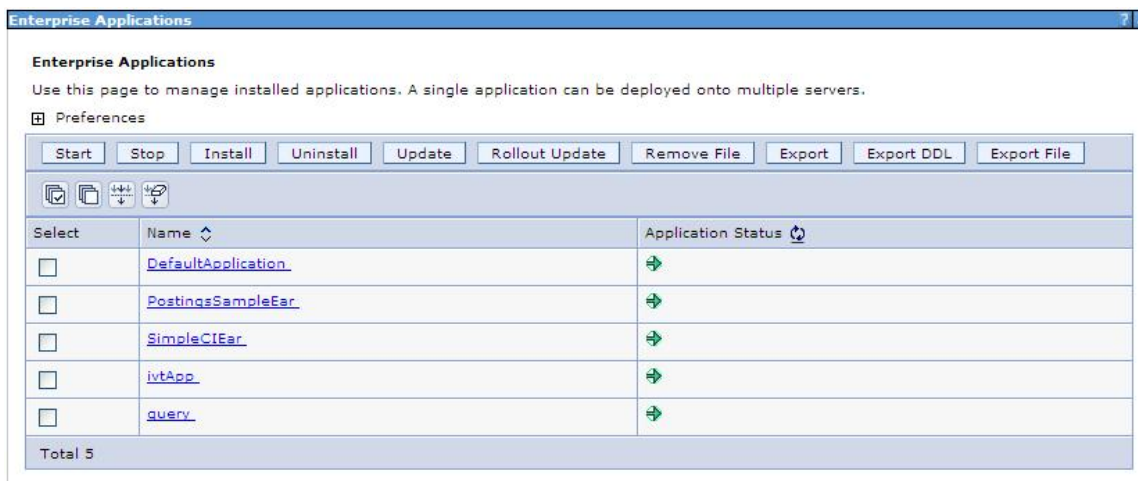 Enterprise Applications ?
Enterprise Applications
Use this page to manage installed applications. A single application can be deployed onto multiple servers.
Preferences
Start Stop Install Uninstall Update Rollout Update Remove File Export Export DDL Export File
Select Name Application Status
DefaultApplication
PostingsSampleEar
SimpleCIEar
ivtApp
query
Total 5